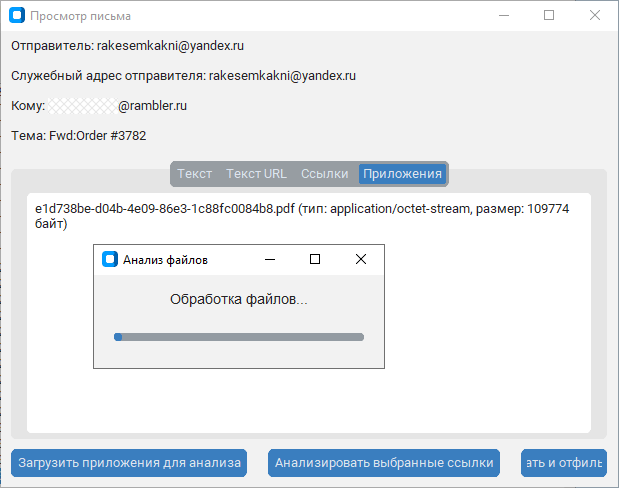 Просмотр письма
Отправитель: rakesemkakni@yandex.ru
Служебный адрес отправителя: rakesemkakni@yandex.ru
Кому: @rambler.ru
Тема: Fwd:Order #3782
Текст Текст URL Ссылки Приложения
e1d738be-d04b-4e09-86e3-1c88fc0084b8.pdf (тип: application/octet-stream, размер: 109774
байт)
Анализ файлов
Обработка файлов...
Загрузить приложения для анализа Анализировать выбранные ссылки ать и отфиль